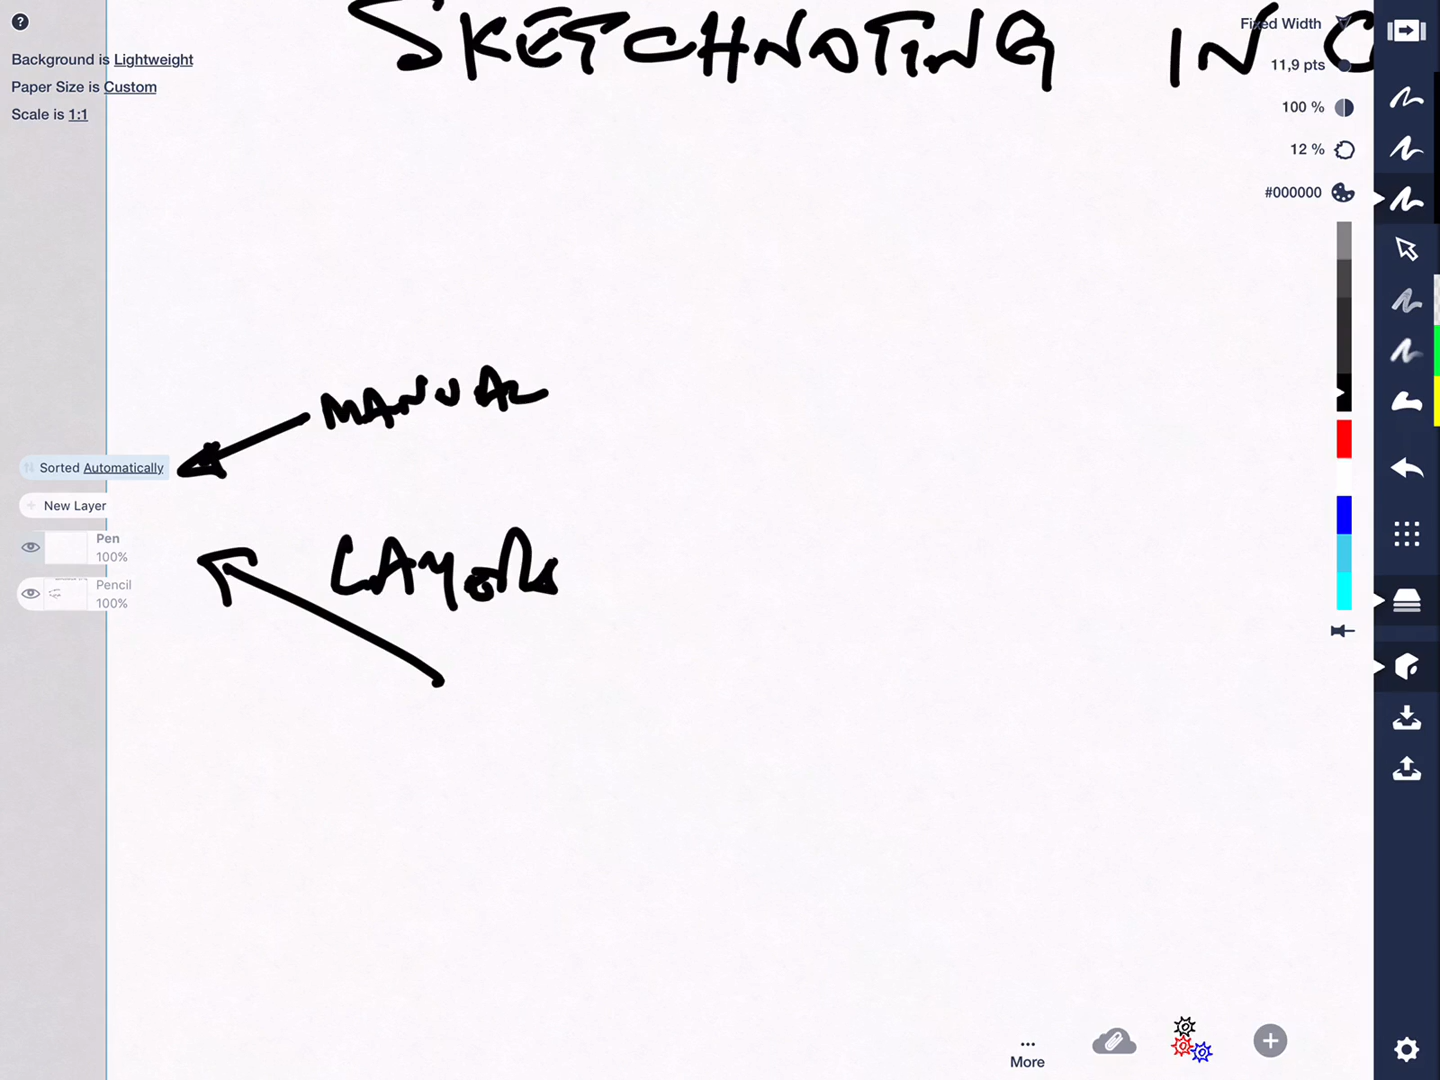 SKETCHNOTING IN C
Background is Lightweight
Paper Size is Custom
Scale is 1:1
Fixed Width
11,9 pts
100 %
12 %
#000000
MANUAL
Sorted Automatically
New Layer
Pen
100%
LAYERS
Pencil
100%
More